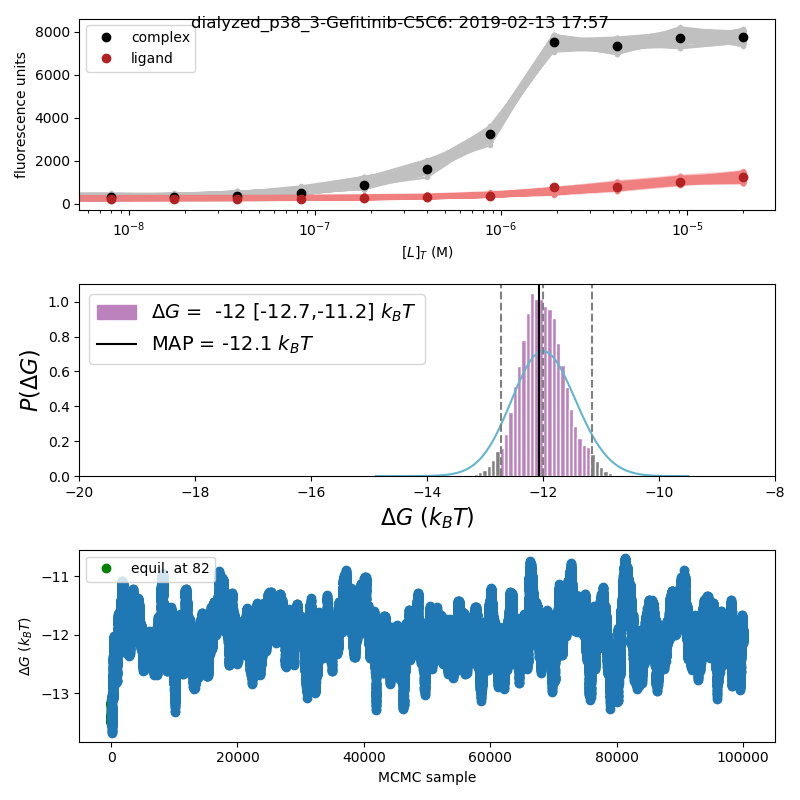 dialyzed_p38_3-Gefitinib-C5C6: 2019-02-13 17:57
8000
6000
4000
2000
0
fluorescence units
complex
ligand
10⁻⁸
10⁻⁷
10⁻⁶
10⁻⁵
[L]_T (M)
1.0
0.8
0.6
0.4
0.2
0.0
P(ΔG)
ΔG = -12 [-12.7,-11.2] k_BT
MAP = -12.1 k_BT
−20
−18
−16
−14
−12
−10
−8
ΔG (k_BT)
−11
−12
−13
ΔG (k_BT)
equil. at 82
0
20000
40000
60000
80000
100000
MCMC sample